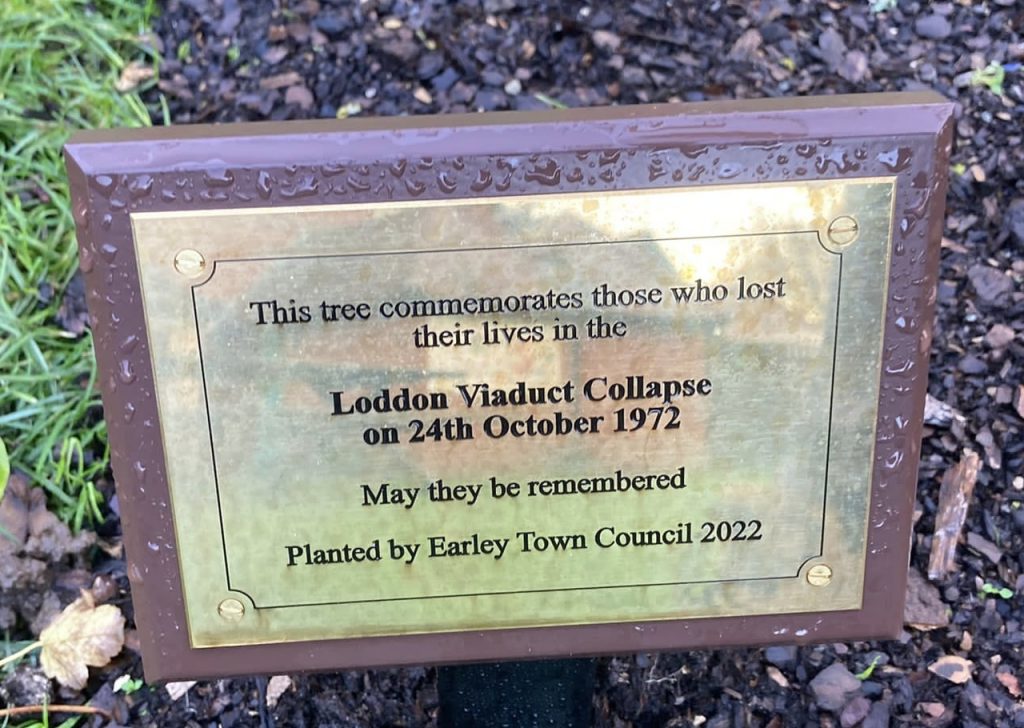 This tree commemorates those who lost
their lives in the
Loddon Viaduct Collapse
on 24th October 1972
May they be remembered
Planted by Earley Town Council 2022